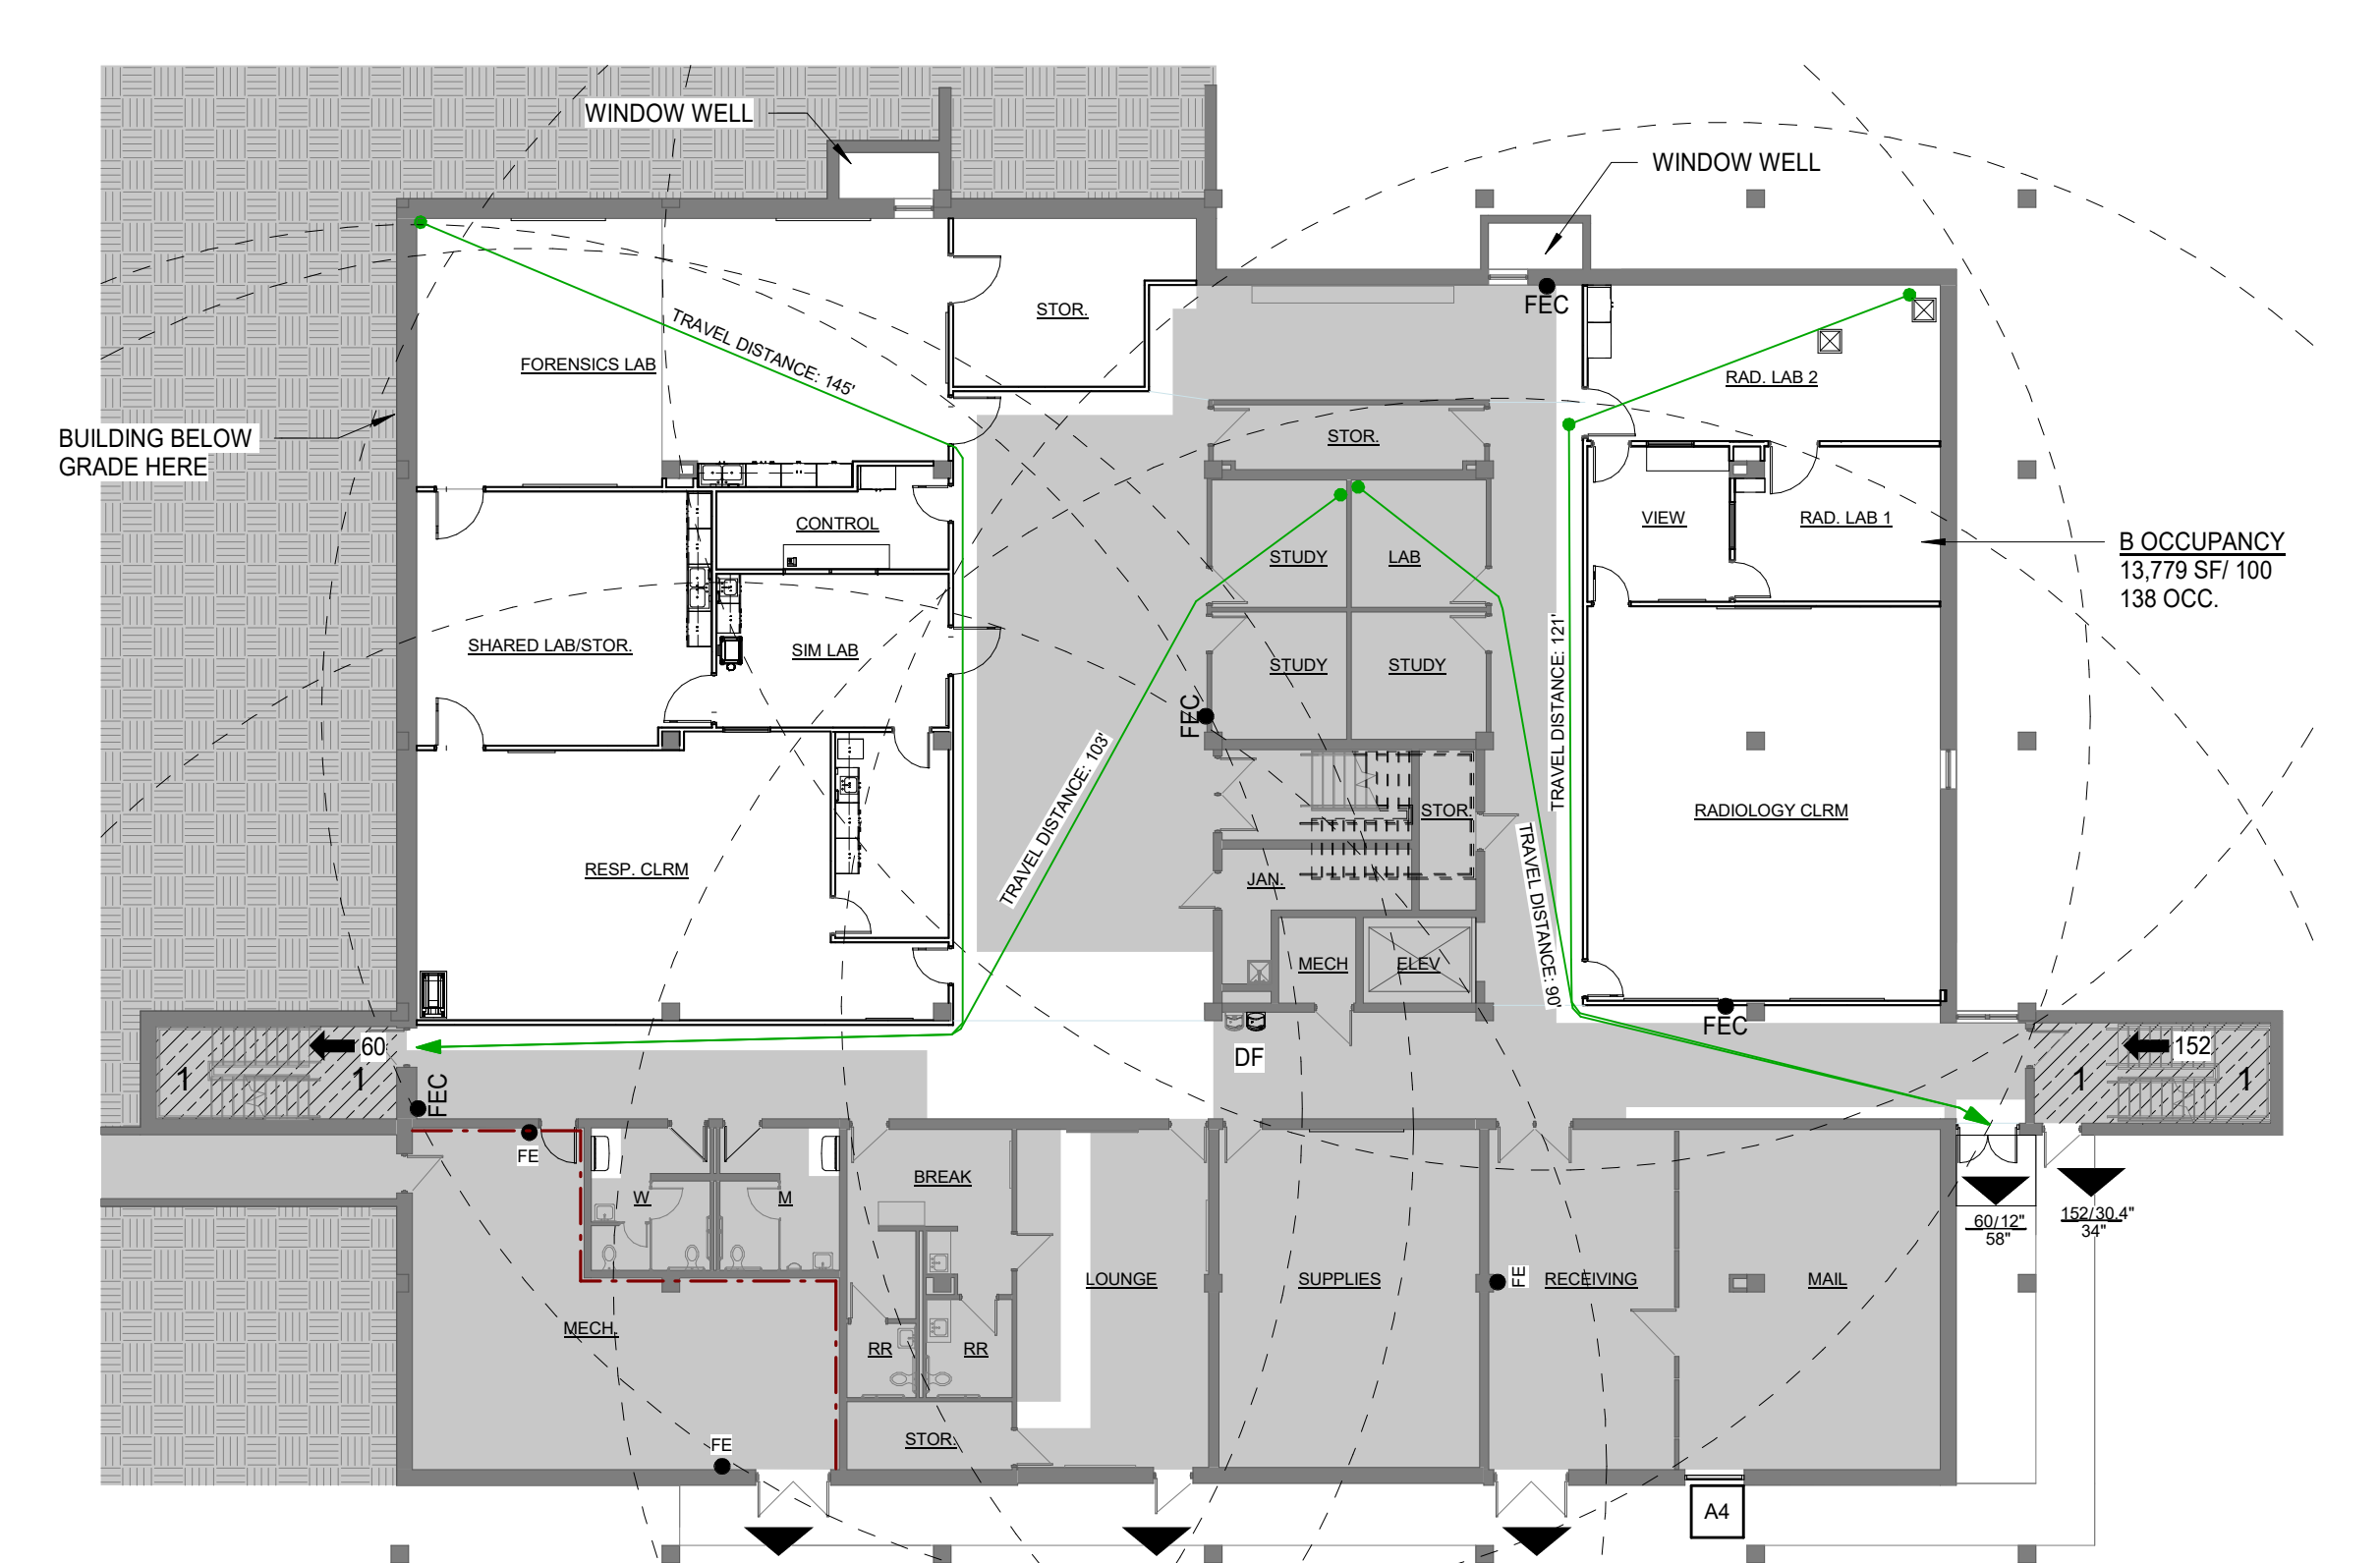 WINDOW WELL
WINDOW WELL
FEC
STOR.
TRAVEL DISTANCE: 145'
FORENSICS LAB
RAD. LAB 2
BUILDING BELOW
GRADE HERE
STOR.
CONTROL
VIEW
RAD. LAB 1
B OCCUPANCY
13,779 SF/ 100
138 OCC.
STUDY
LAB
SHARED LAB/STOR.
SIM LAB
STUDY
STUDY
TRAVEL DISTANCE: 121'
FEC
TRAVEL DISTANCE: 103'
STOR.
RADIOLOGY CLRM
RESP. CLRM
JAN.
TRAVEL DISTANCE: 90'
MECH
ELEV
FEC
DF
60
1
1
FEC
152
1
1
FE
W
M
BREAK
60/12"
58"
152/30.4"
34"
LOUNGE
SUPPLIES
FE
RECEIVING
MAIL
MECH.
RR
RR
STOR.
FE
A4